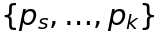 {p_s, ..., p_k}